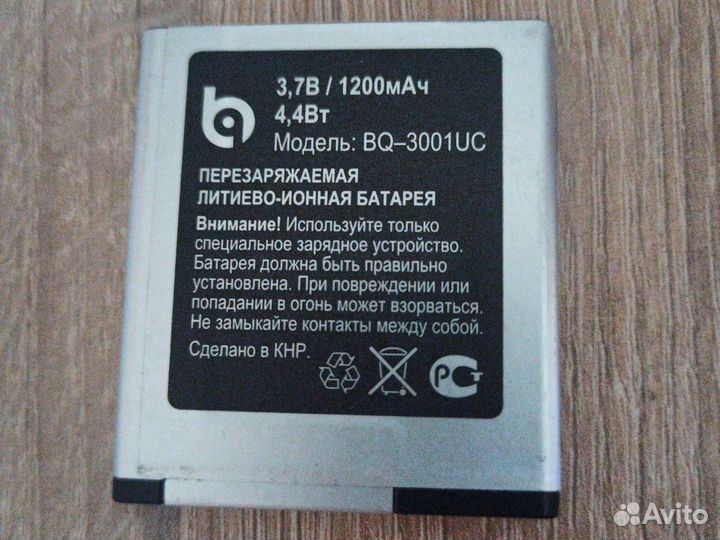 3,7В / 1200мАч
4,4Вт
Модель: BQ–3001UC
ПЕРЕЗАРЯЖАЕМАЯ
ЛИТИЕВО-ИОННАЯ БАТАРЕЯ
Внимание! Используйте только
специальное зарядное устройство.
Батарея должна быть правильно
установлена. При повреждении или
попадании в огонь может взорваться.
Не замыкайте контакты между собой.
Сделано в КНР.
РСТ
Avito